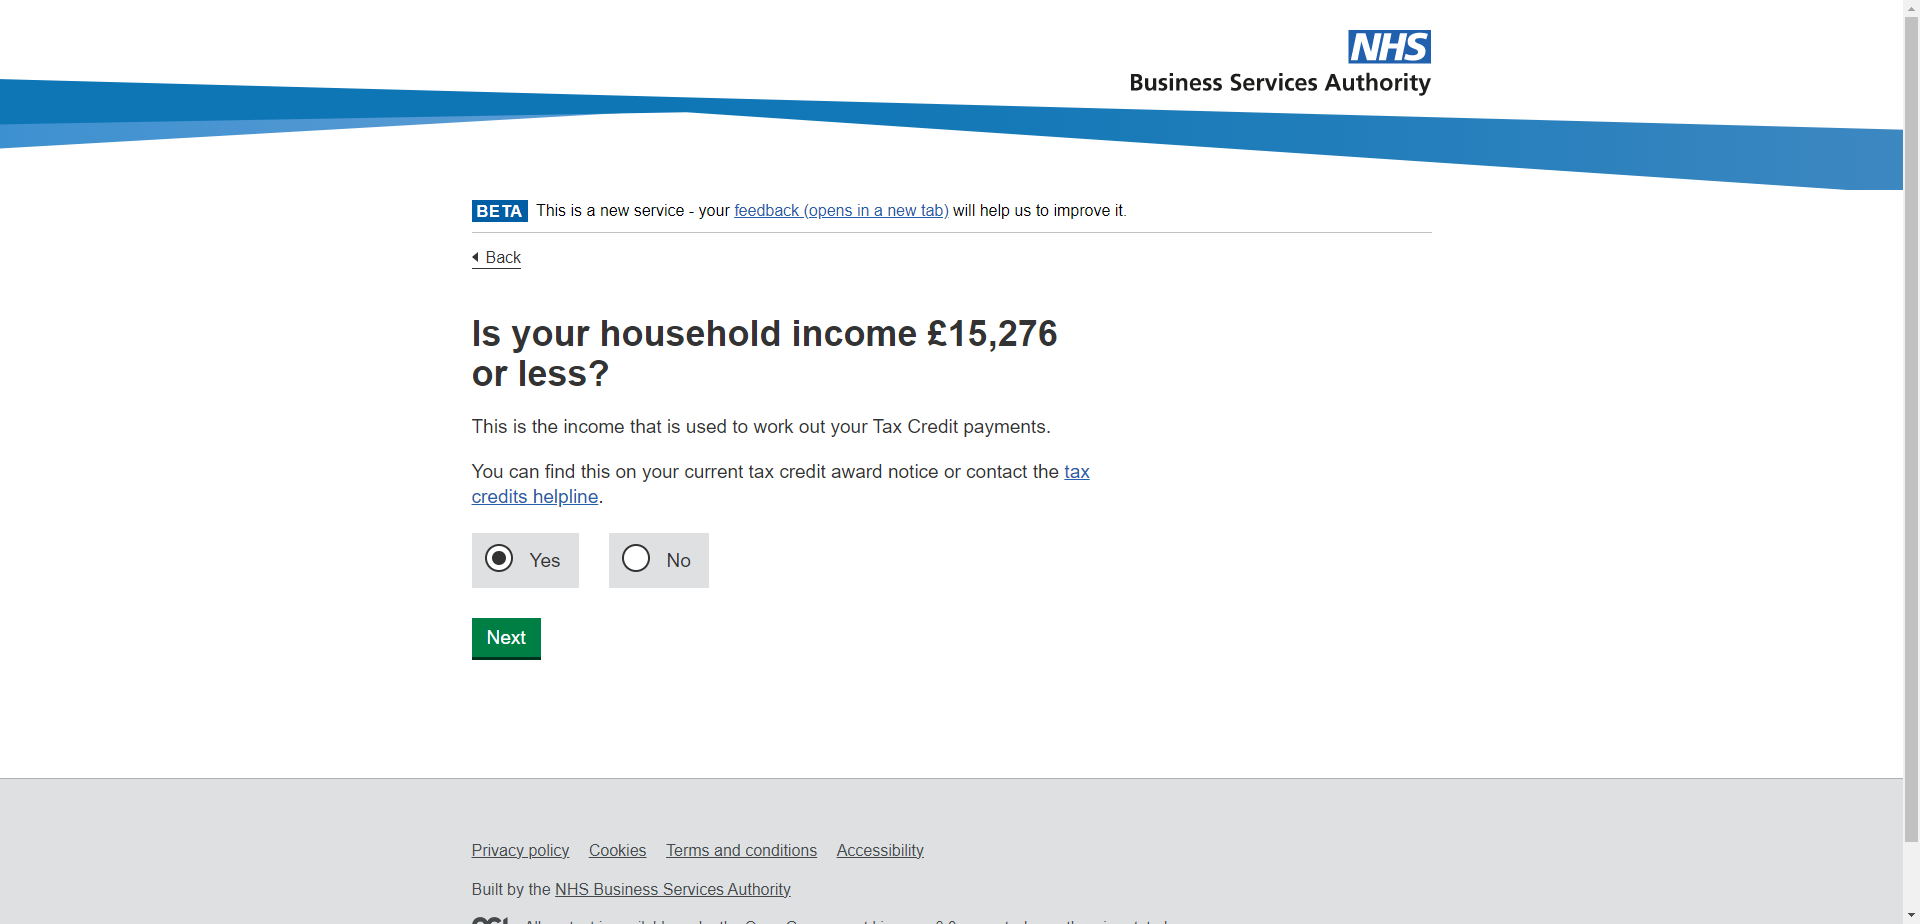 NHS
Business Services Authority
BETA This is a new service - your feedback (opens in a new tab) will help us to improve it.
Back
Is your household income £15,276
or less?
This is the income that is used to work out your Tax Credit payments.
You can find this on your current tax credit award notice or contact the tax
credits helpline.
Yes No
Next
Privacy policy Cookies Terms and conditions Accessibility
Built by the NHS Business Services Authority